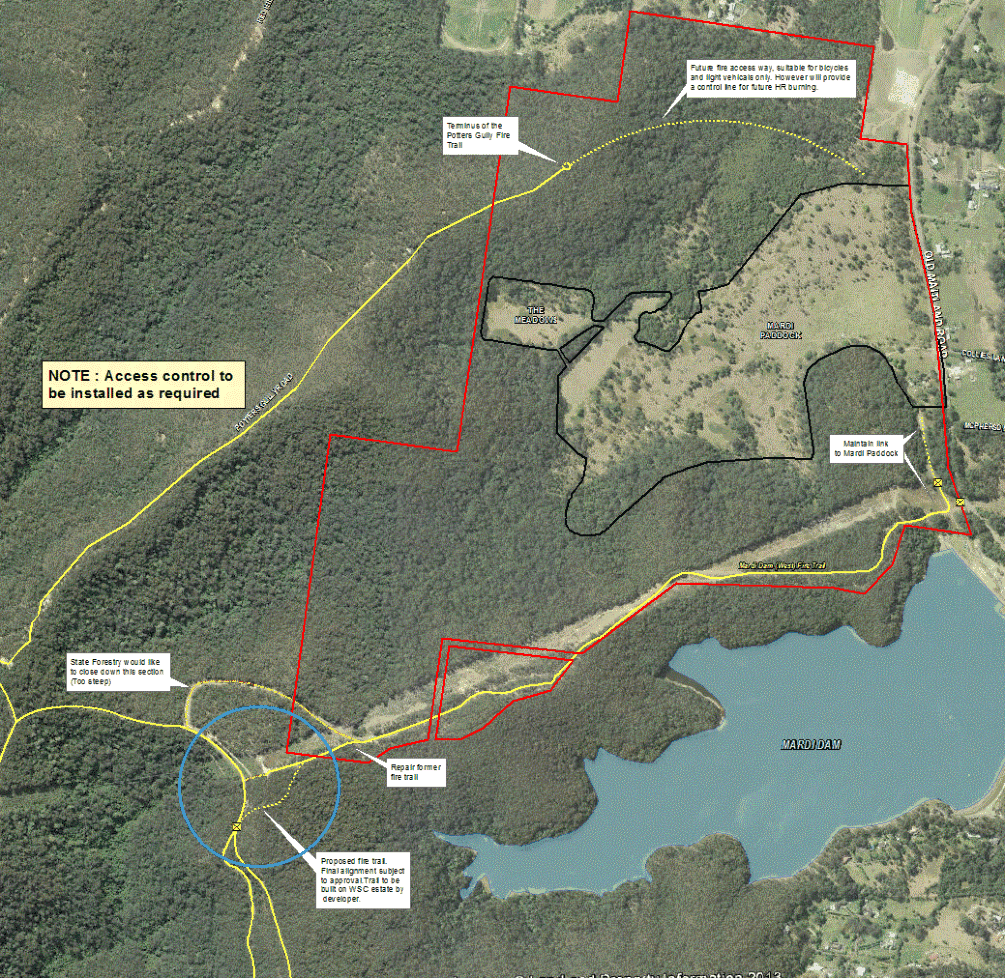 Future fire access way, suitable for bicycles
and light vehicals only. However will provide
a control line for future HR burning.
Terminus of the
Potters Gully Fire
Trail
OLD MAITLAND ROAD
THE
MEADOWS
MARDI
PADDOCK
NOTE : Access control to
be installed as required
POTTERS GULLY ROAD
Maintain link
to Mardi Paddock
Mardi Dam (West) Fire Trail
State Forestry would like
to close down this section
(Too steep)
MARDI DAM
Repair former
fire trail
Proposed fire trail.
Final alignment subject
to approval.Trail to be
built on WSC estate by
developer.